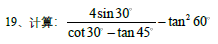 19、计算：$\frac{4\sin 30^\circ}{\cot 30^\circ - \tan 45^\circ} - \tan^2 60^\circ$